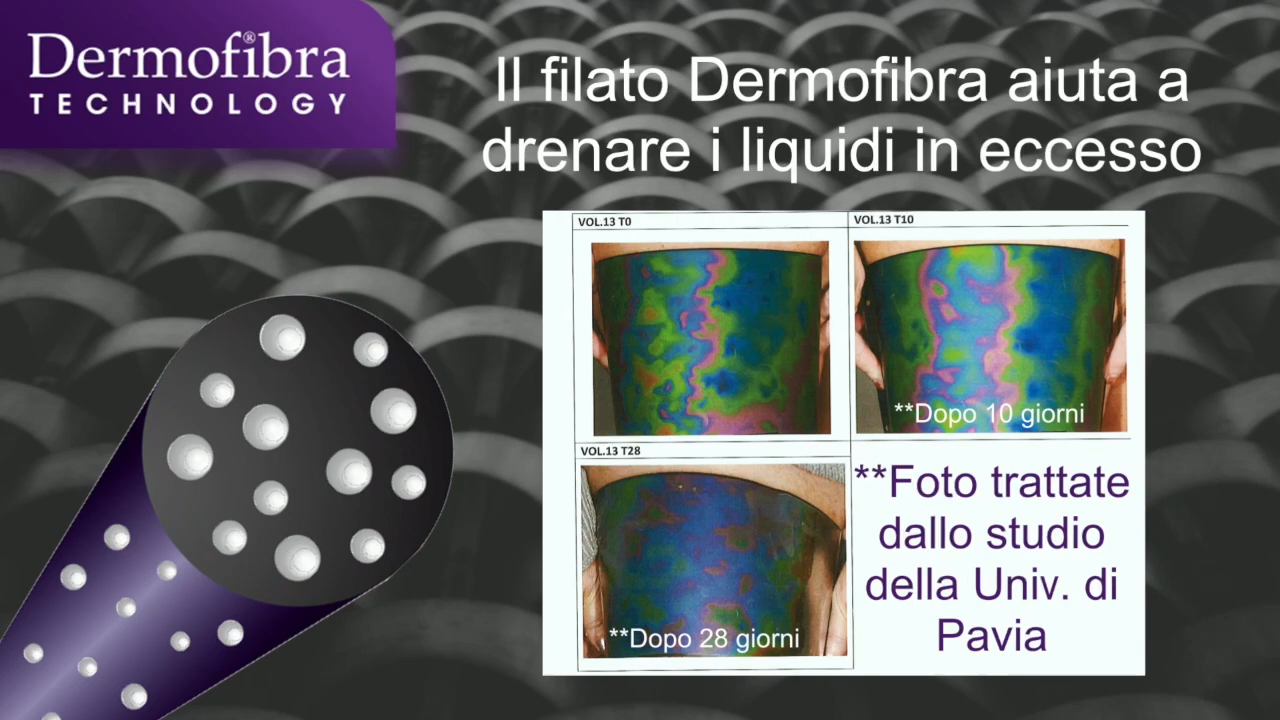 Dermofibra®
TECHNOLOGY
Il filato Dermofibra aiuta a
drenare i liquidi in eccesso
VOL.13 T0
VOL.13 T10
**Dopo 10 giorni
VOL.13 T28
**Dopo 28 giorni
**Foto trattate
dallo studio
della Univ. di
Pavia